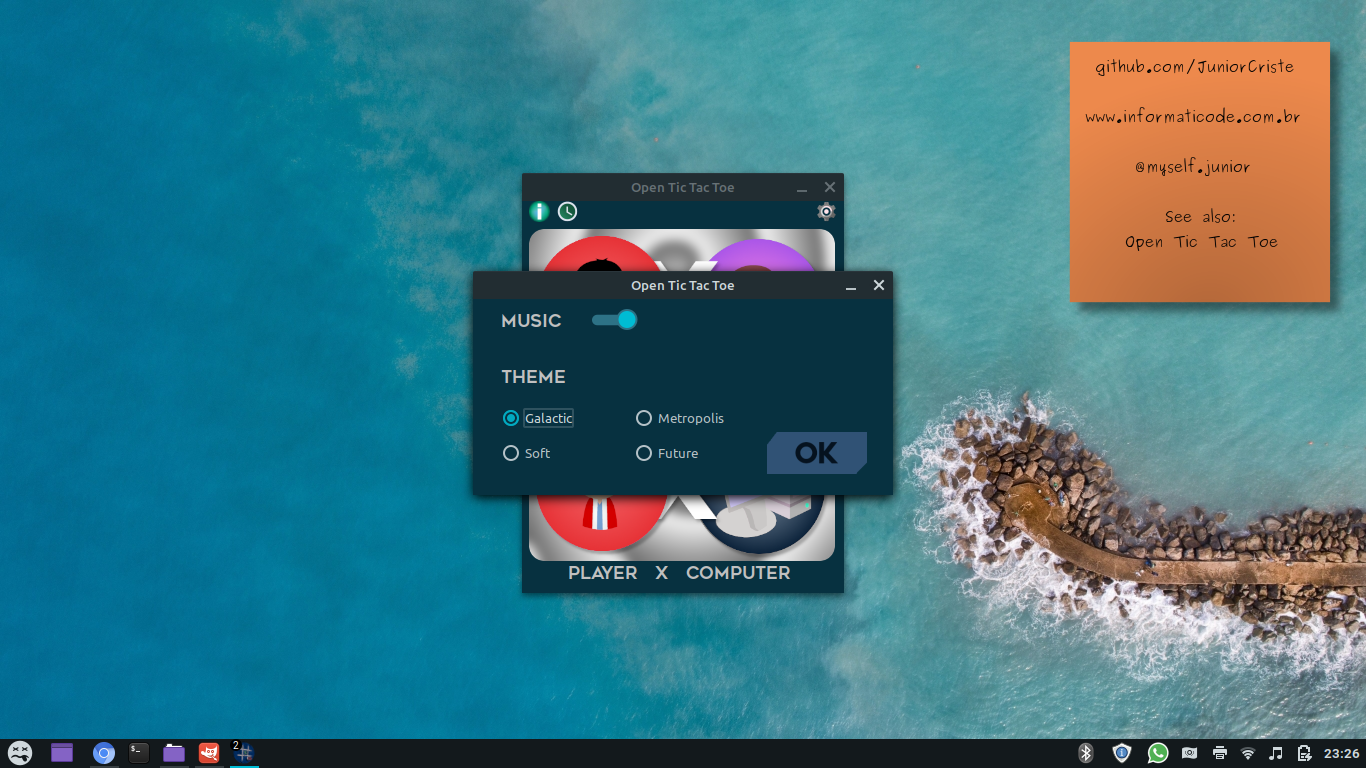 github.com/JuniorCriste
www.informaticode.com.br
@myself.junior
See also:
Open Tic Tac Toe
Open Tic Tac Toe
Open Tic Tac Toe
MUSIC
THEME
Galactic
Metropolis
Soft
Future
OK
PLAYER X COMPUTER
$_
2
23:26